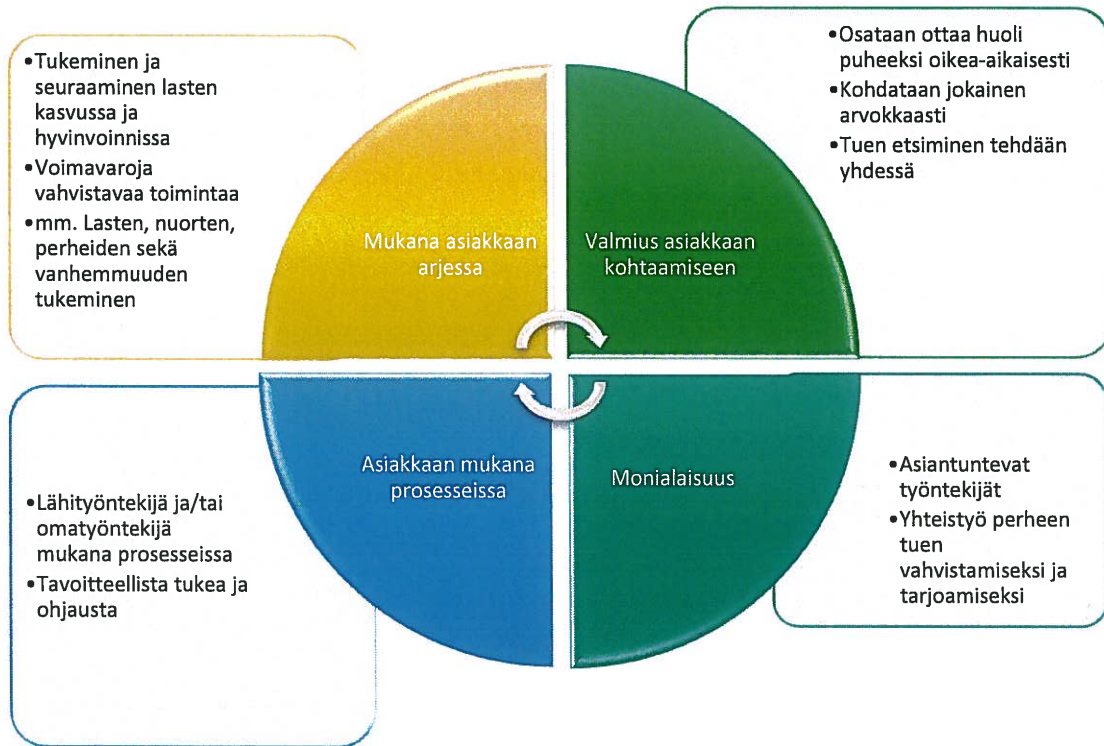 •Tukeminen ja
seuraaminen lasten
kasvussa ja
hyvinvoinnissa
•Voimavaroja
vahvistavaa toimintaa
•mm. Lasten, nuorten,
perheiden sekä
vanhemmuuden
tukeminen
•Osataan ottaa huoli
puheeksi oikea-aikaisesti
•Kohdataan jokainen
arvokkaasti
•Tuen etsiminen tehdään
yhdessä
Mukana asiakkaan
arjessa
Valmius asiakkaan
kohtaamiseen
Asiakkaan mukana
prosesseissa
Monialaisuus
•Lähityöntekijä ja/tai
omatyöntekijä
mukana prosesseissa
•Tavoitteellista tukea ja
ohjausta
•Asiantuntevat
työntekijät
•Yhteistyö perheen
tuen
vahvistamiseksi ja
tarjoamiseksi